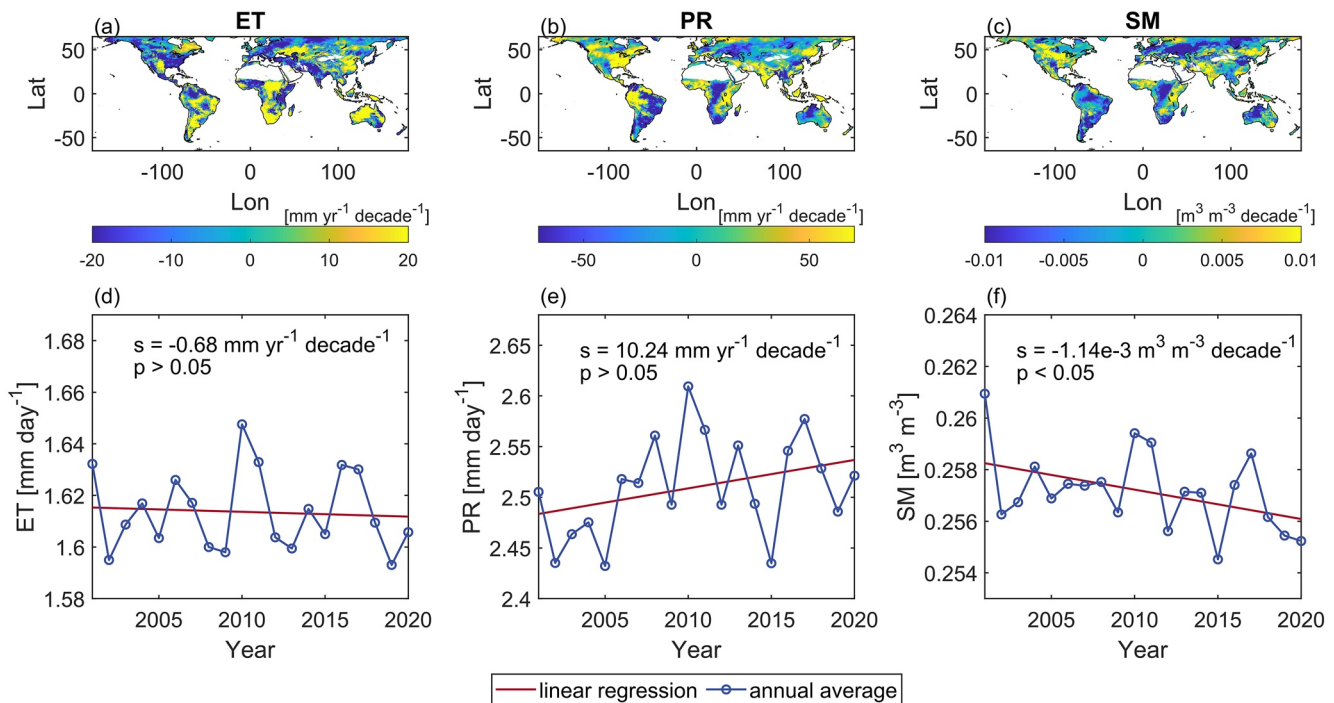 (a) ET
(b) PR
(c) SM
Lat
50
0
-50
-100 0 100
Lon
[mm yr⁻¹ decade⁻¹]
-20 -10 0 10 20
Lat
50
0
-50
-100 0 100
Lon
[mm yr⁻¹ decade⁻¹]
-50 0 50
Lat
50
0
-50
-100 0 100
Lon
[m³ m⁻³ decade⁻¹]
-0.01 -0.005 0 0.005 0.01
(d)
ET [mm day⁻¹]
1.68
1.66
1.64
1.62
1.6
1.58
s = -0.68 mm yr⁻¹ decade⁻¹
p > 0.05
2005 2010 2015 2020
Year
(e)
PR [mm day⁻¹]
2.65
2.6
2.55
2.5
2.45
2.4
s = 10.24 mm yr⁻¹ decade⁻¹
p > 0.05
2005 2010 2015 2020
Year
(f)
SM [m³ m⁻³]
0.264
0.262
0.26
0.258
0.256
0.254
s = -1.14e-3 m³ m⁻³ decade⁻¹
p < 0.05
2005 2010 2015 2020
Year
linear regression annual average